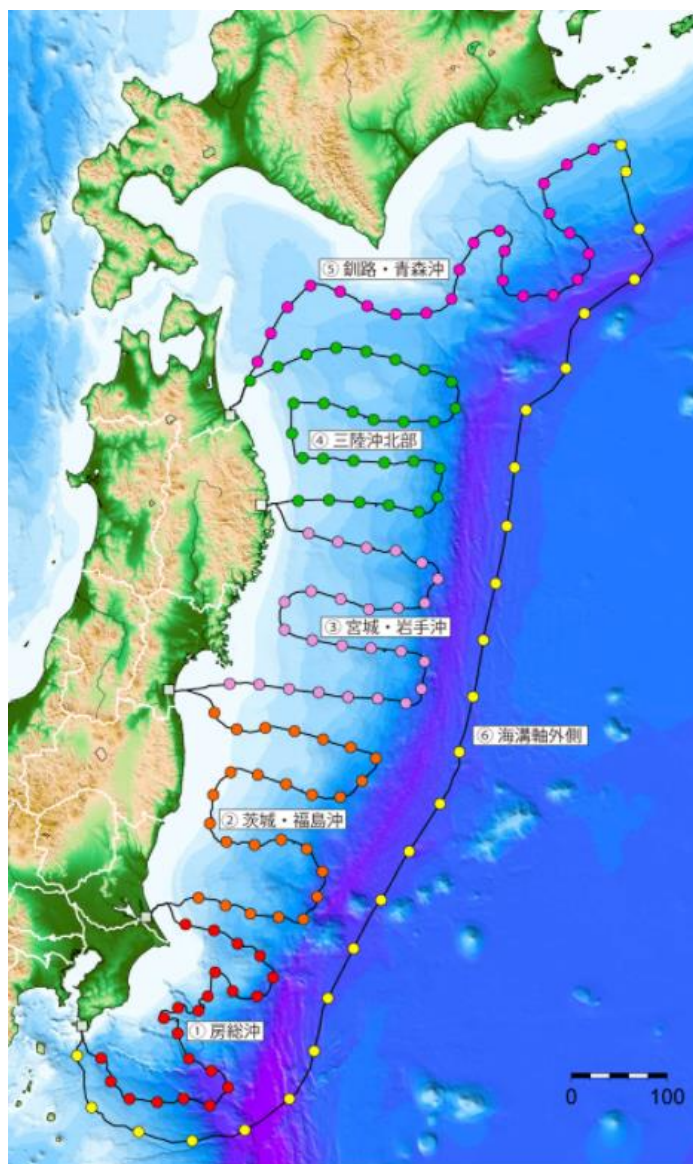 ⑤ 釧路・青森沖
④ 三陸沖北部
③ 宮城・岩手沖
⑥ 海溝軸外側
② 茨城・福島沖
① 房総沖
0 100